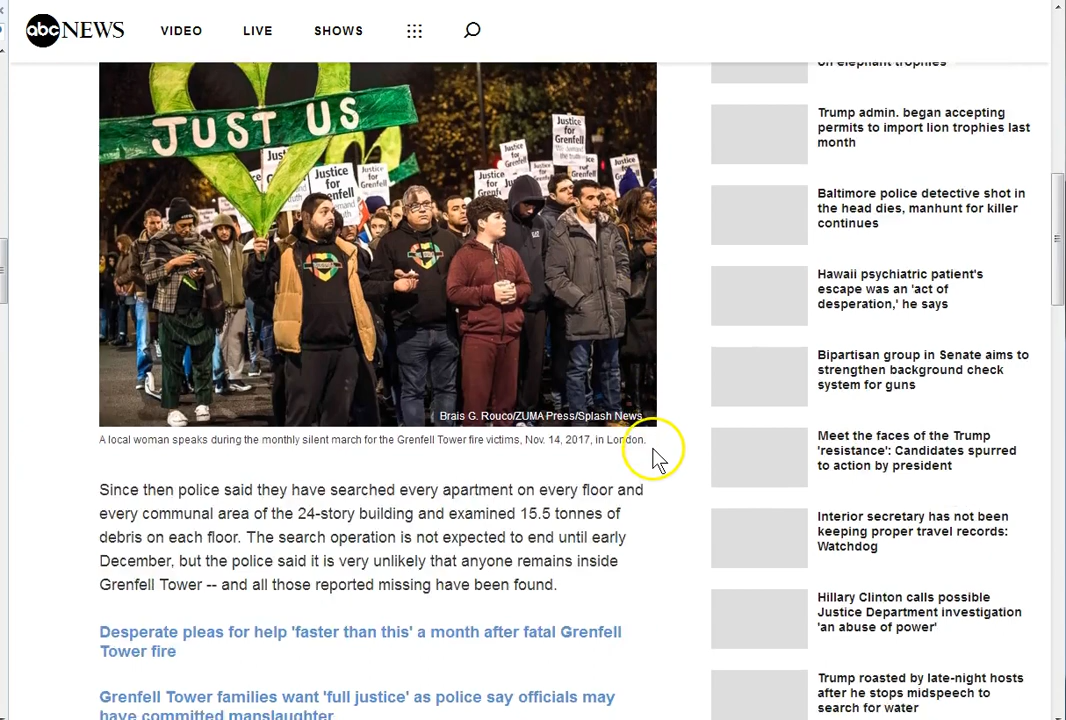 abc NEWS VIDEO LIVE SHOWS
on elephant trophies
JUST US
Justice
for
Grenfell
Justice
for
Grenfell
Justice
for
Grenfell
Brais G. Rouco/ZUMA Press/Splash News
A local woman speaks during the monthly silent march for the Grenfell Tower fire victims, Nov. 14, 2017, in London.
Since then police said they have searched every apartment on every floor and
every communal area of the 24-story building and examined 15.5 tonnes of
debris on each floor. The search operation is not expected to end until early
December, but the police said it is very unlikely that anyone remains inside
Grenfell Tower -- and all those reported missing have been found.
Desperate pleas for help 'faster than this' a month after fatal Grenfell
Tower fire
Grenfell Tower families want 'full justice' as police say officials may
have committed manslaughter
Trump admin. began accepting
permits to import lion trophies last
month
Baltimore police detective shot in
the head dies, manhunt for killer
continues
Hawaii psychiatric patient's
escape was an 'act of
desperation,' he says
Bipartisan group in Senate aims to
strengthen background check
system for guns
Meet the faces of the Trump
'resistance': Candidates spurred
to action by president
Interior secretary has not been
keeping proper travel records:
Watchdog
Hillary Clinton calls possible
Justice Department investigation
'an abuse of power'
Trump roasted by late-night hosts
after he stops midspeech to
search for water